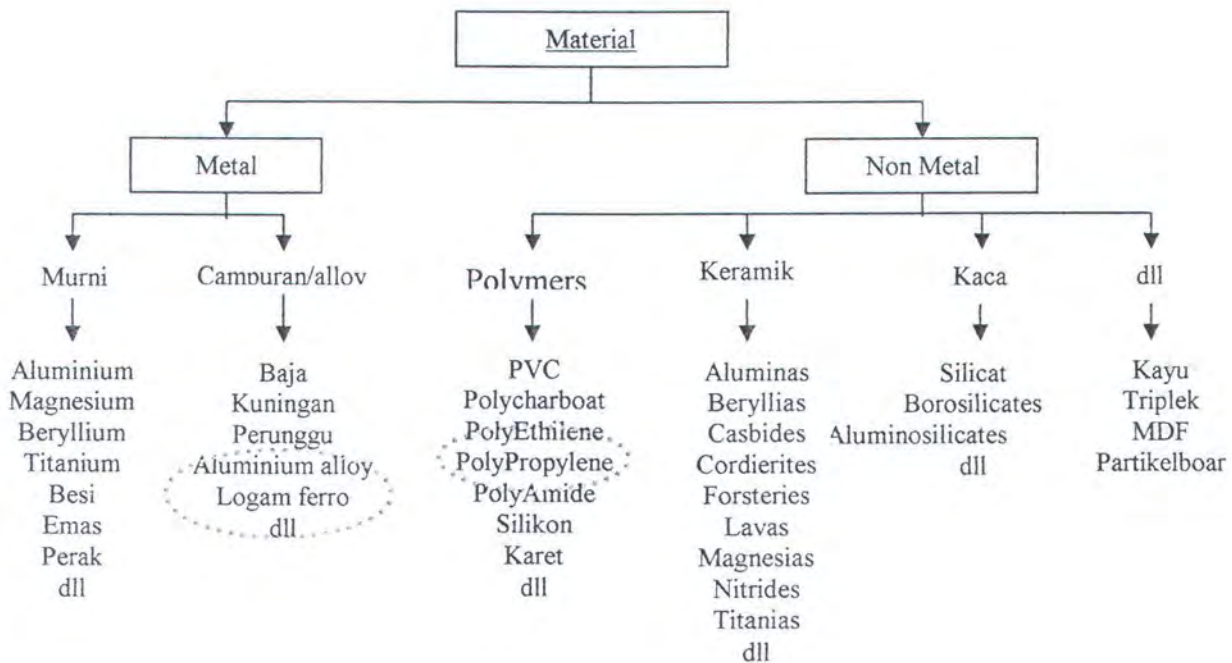 Material
Metal
Non Metal
Murni
Campuran/alloy
Polymers
Keramik
Kaca
dll
Aluminium
Magnesium
Beryllium
Titanium
Besi
Emas
Perak
dll
Baja
Kuningan
Perunggu
Aluminium alloy
Logam ferro
dll
PVC
Polycharboat
PolyEthilene
PolyPropylene
PolyAmide
Silikon
Karet
dll
Aluminas
Beryllias
Casbides
Cordierites
Forsteries
Lavas
Magnesias
Nitrides
Titanias
dll
Silicat
Borosilicates
Aluminosilicates
dll
Kayu
Triplek
MDF
Partikelboar